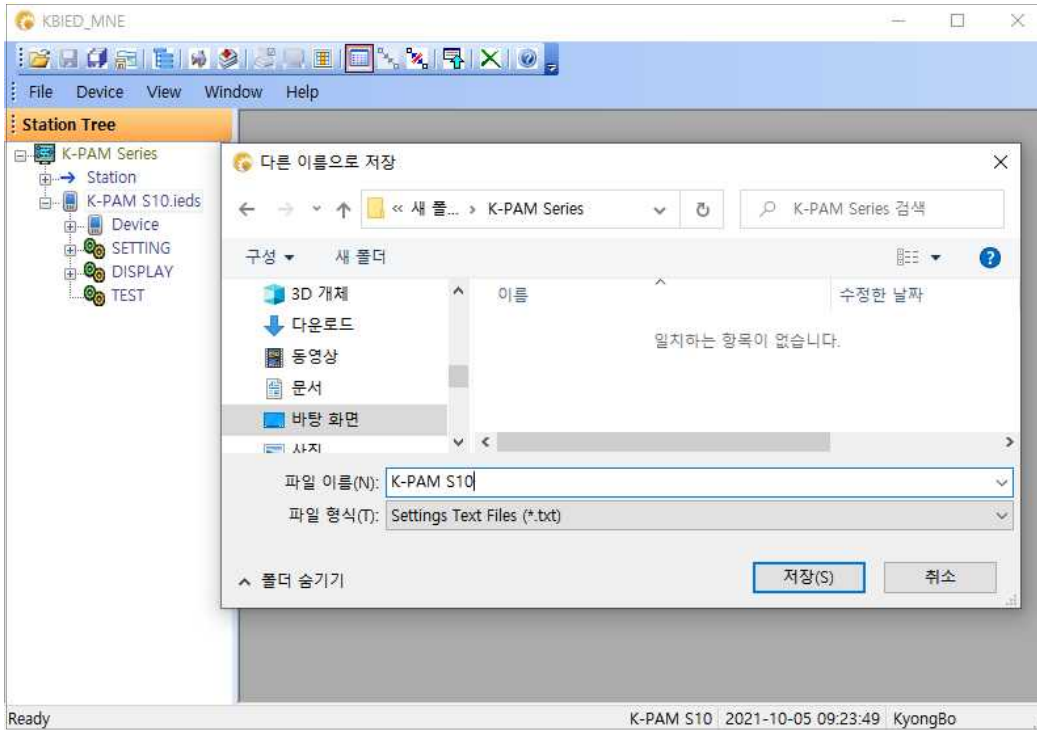 KBIED_MNE
File Device View Window Help
Station Tree
K-PAM Series
Station
K-PAM S10.ieds
Device
SETTING
DISPLAY
TEST
다른 이름으로 저장
« 새 폴... › K-PAM Series
K-PAM Series 검색
구성 새 폴더
3D 개체
다운로드
동영상
문서
바탕 화면
사진
이름 수정한 날짜
일치하는 항목이 없습니다.
파일 이름(N): K-PAM S10
파일 형식(T): Settings Text Files (*.txt)
폴더 숨기기
저장(S) 취소
Ready K-PAM S10 2021-10-05 09:23:49 KyongBo